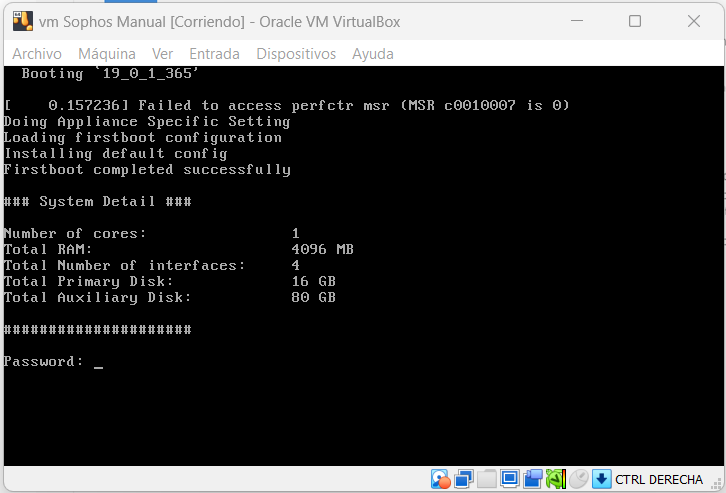 vm Sophos Manual [Corriendo] - Oracle VM VirtualBox
Archivo Máquina Ver Entrada Dispositivos Ayuda
Booting `19_0_1_365'
[    0.157236] Failed to access perfctr msr (MSR c0010007 is 0)
Doing Appliance Specific Setting
Loading firstboot configuration
Installing default config
Firstboot completed successfully
### System Detail ###
Number of cores: 1
Total RAM: 4096 MB
Total Number of interfaces: 4
Total Primary Disk: 16 GB
Total Auxiliary Disk: 80 GB
#####################
Password: _
CTRL DERECHA